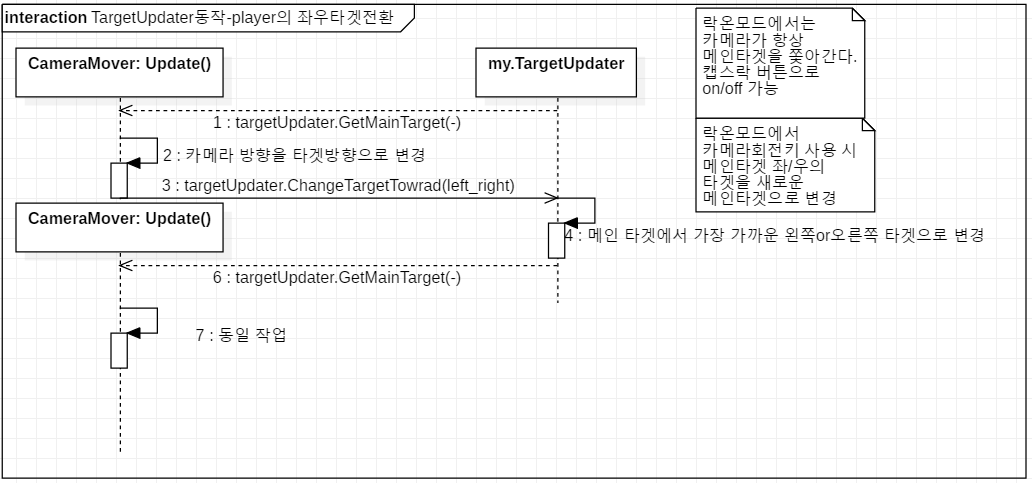 interaction TargetUpdater동작-player의 좌우타겟전환
락온모드에서는
카메라가 항상
메인타겟을 쫓아간다.
캡스락 버튼으로
on/off 가능
CameraMover: Update()
my.TargetUpdater
1 : targetUpdater.GetMainTarget(-)
락온모드에서
카메라회전키 사용 시
메인타겟 좌/우의
타겟을 새로운
메인타겟으로 변경
2 : 카메라 방향을 타겟방향으로 변경
3 : targetUpdater.ChangeTargetTowrad(left_right)
CameraMover: Update()
4 : 메인 타겟에서 가장 가까운 왼쪽or오른쪽 타겟으로 변경
6 : targetUpdater.GetMainTarget(-)
7 : 동일 작업